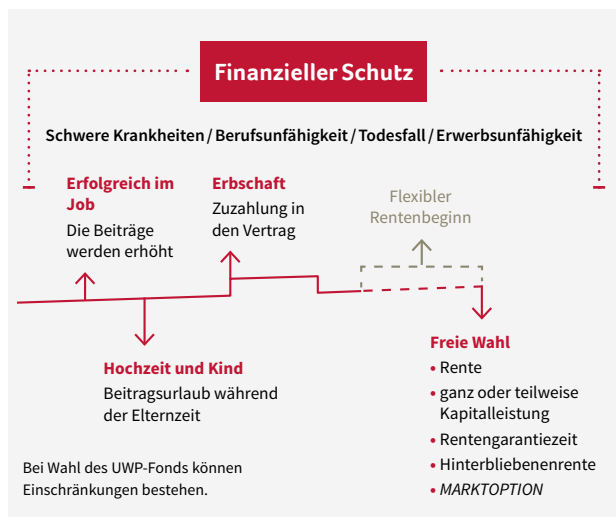 Finanzieller Schutz
Schwere Krankheiten / Berufsunfähigkeit / Todesfall / Erwerbsunfähigkeit
Erfolgreich im
Job
Die Beiträge
werden erhöht
Erbschaft
Zuzahlung in
den Vertrag
Flexibler
Rentenbeginn
Hochzeit und Kind
Beitragsurlaub während
der Elternzeit
Freie Wahl
• Rente
• ganz oder teilweise
Kapitalleistung
• Rentengarantiezeit
• Hinterbliebenenrente
• MARKTOPTION
Bei Wahl des UWP-Fonds können
Einschränkungen bestehen.